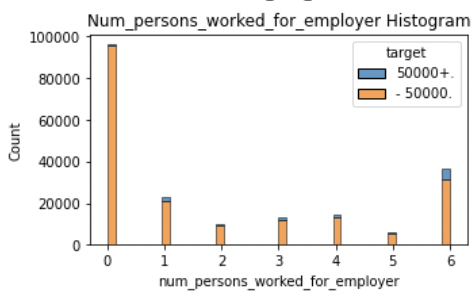 Num_persons_worked_for_employer Histogram
target
50000+.
- 50000.
Count
100000
80000
60000
40000
20000
0
0 1 2 3 4 5 6
num_persons_worked_for_employer